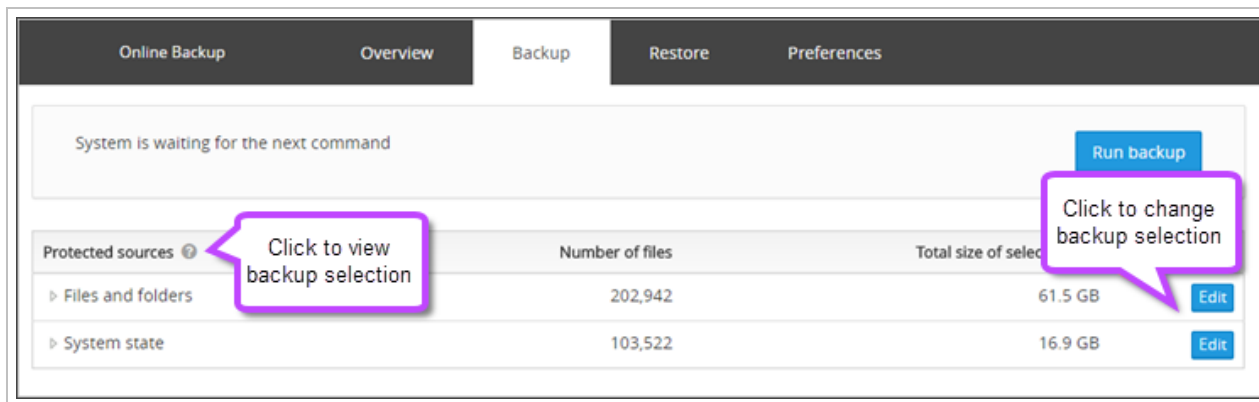 Online Backup Overview Backup Restore Preferences
System is waiting for the next command
Run backup
Click to change
backup selection
Protected sources ? Number of files Total size of selec
Click to view
backup selection
Files and folders 202,942 61.5 GB Edit
System state 103,522 16.9 GB Edit